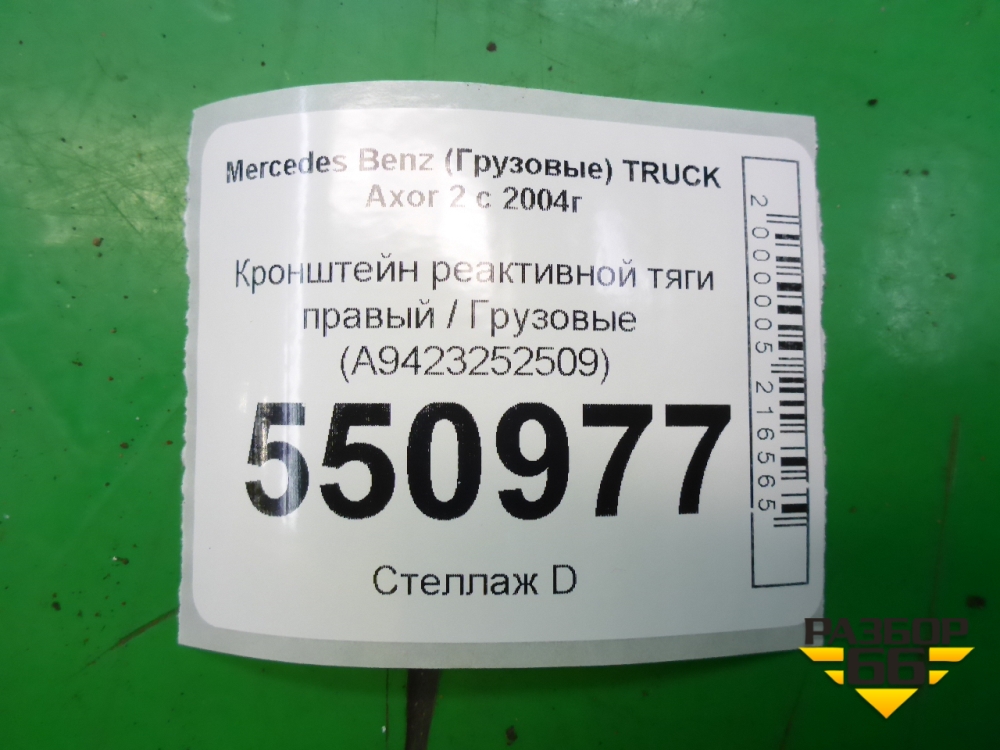 Mercedes Benz (Грузовые) TRUCK
Axor 2 с 2004г
Кронштейн реактивной тяги
правый / Грузовые
(A9423252509)
550977
Стеллаж D
2000005216565
РАЗБОР
66